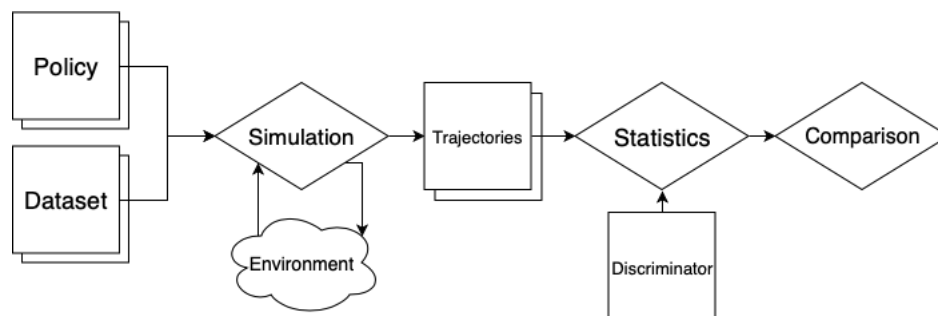 Policy
Dataset
Simulation
Environment
Trajectories
Statistics
Discriminator
Comparison